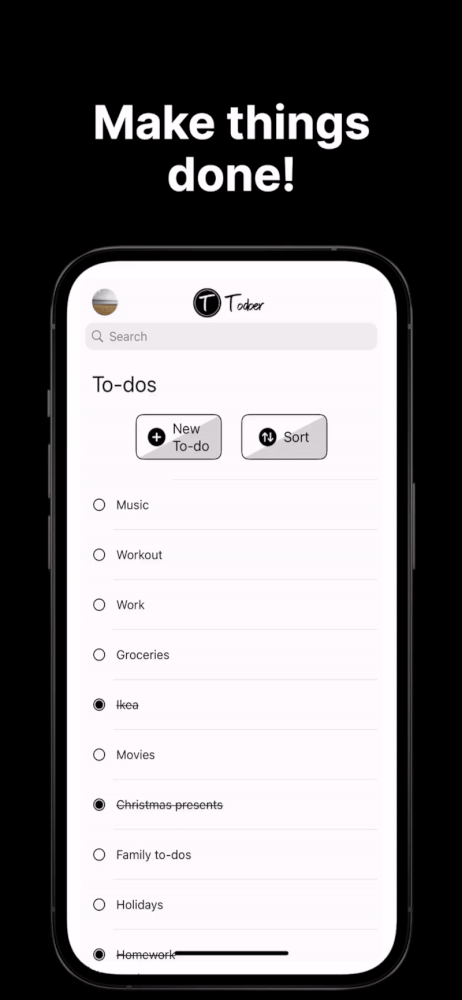 Make things
done!
T Todoer
Search
To-dos
New
To-do
Sort
Music
Workout
Work
Groceries
Ikea
Movies
Christmas presents
Family to-dos
Holidays
Homework